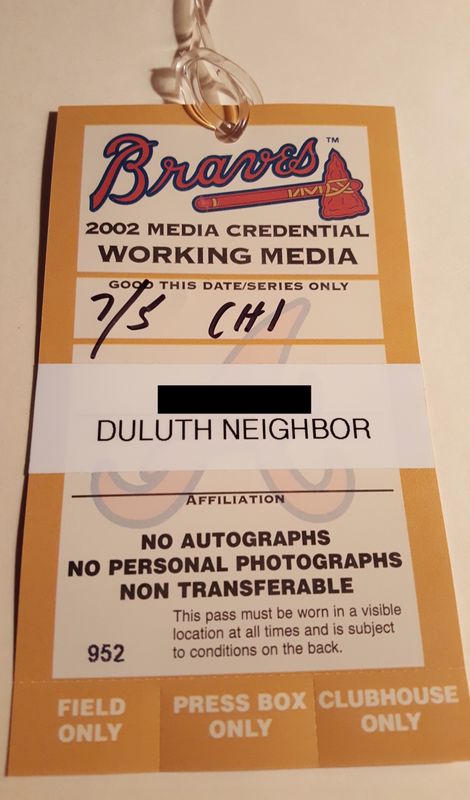 Braves™
2002 MEDIA CREDENTIAL
WORKING MEDIA
GOOD THIS DATE/SERIES ONLY
7/5 CHI
DULUTH NEIGHBOR
AFFILIATION
NO AUTOGRAPHS
NO PERSONAL PHOTOGRAPHS
NON TRANSFERABLE
This pass must be worn in a visible
location at all times and is subject
to conditions on the back.
952
FIELD ONLY
PRESS BOX ONLY
CLUBHOUSE ONLY